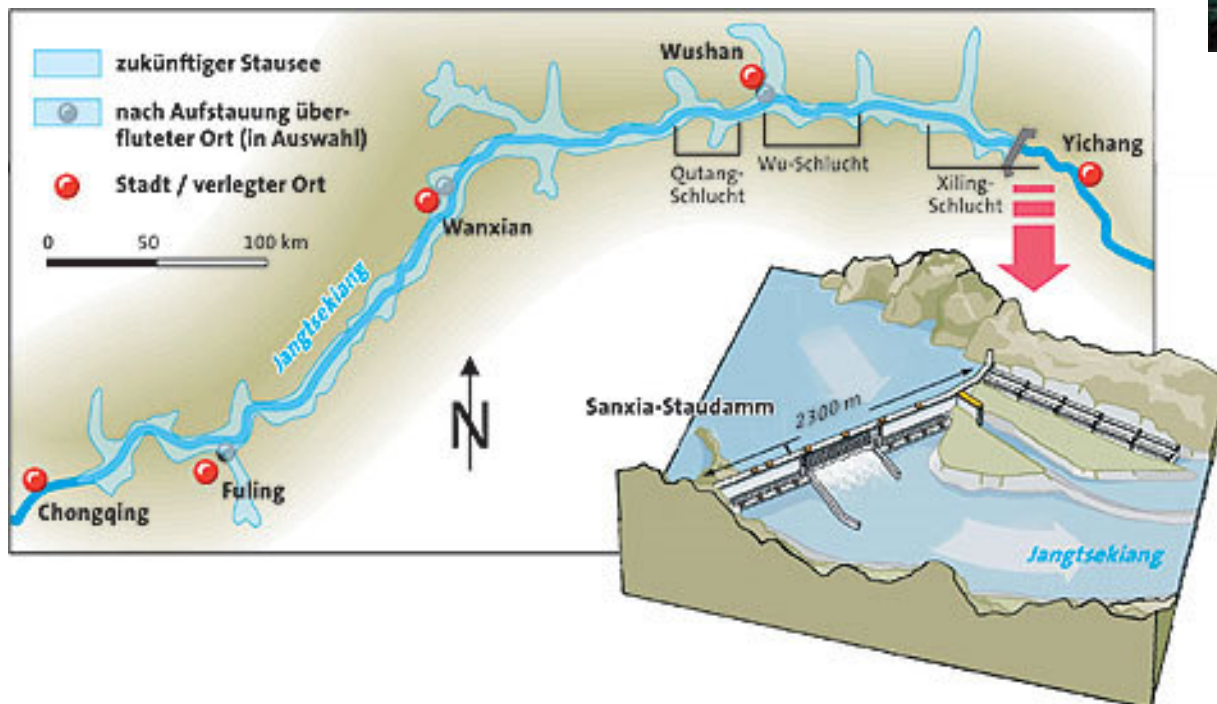 zukünftiger Stausee
nach Aufstauung über-
fluteter Ort (in Auswahl)
Stadt / verlegter Ort
0 50 100 km
Wushan
Yichang
Qutang-
Schlucht
Wu-Schlucht
Xiling-
Schlucht
Wanxian
Jangtsekiang
N
Fuling
Chongqing
Sanxia-Staudamm
2300 m
Jangtsekiang